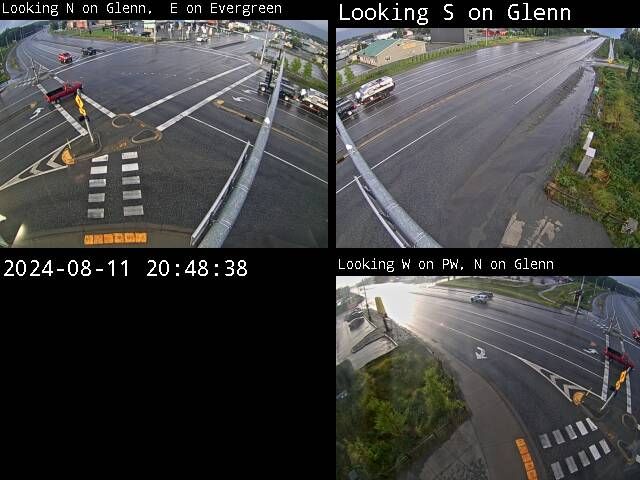 Looking N on Glenn,  E on Evergreen
Looking S on Glenn
2024-08-11 20:48:38
Looking W on PW, N on Glenn